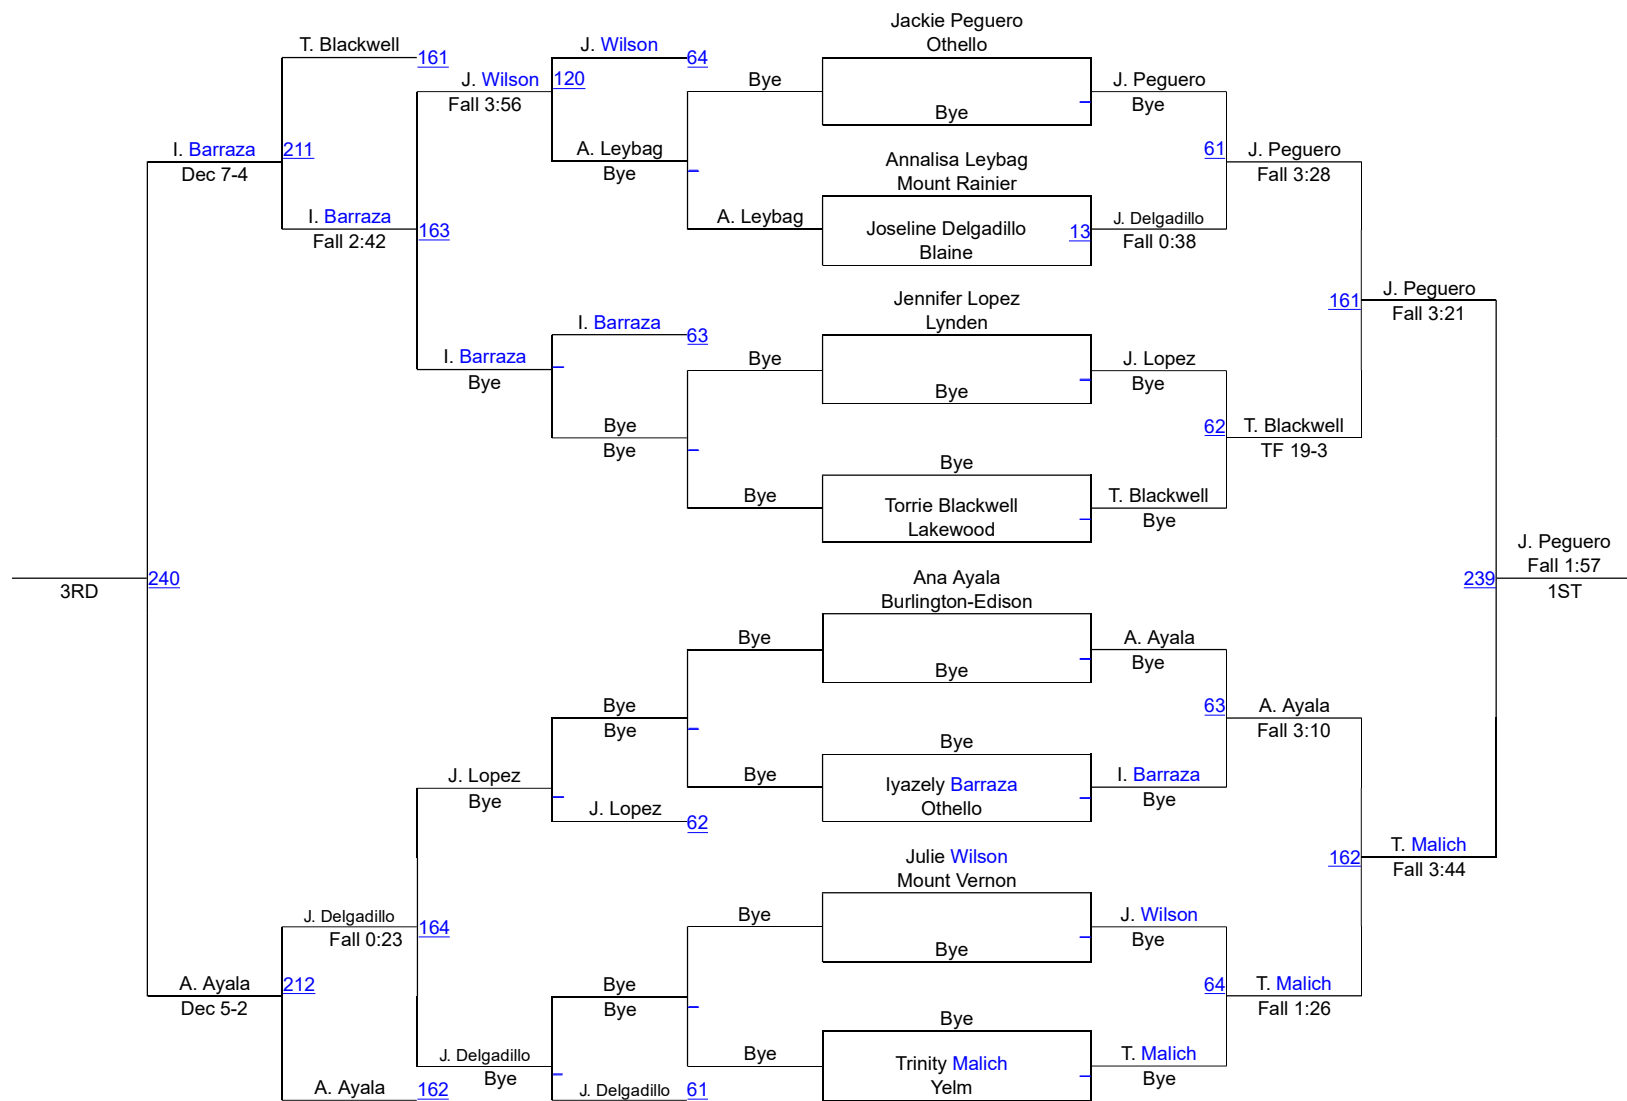 Jackie Peguero
Othello
T. Blackwell
161
J. Wilson
64
J. Wilson
120
Fall 3:56
Bye
J. Peguero
Bye
Bye
I. Barraza
211
Dec 7-4
A. Leybag
Bye
Annalisa Leybag
Mount Rainier
61
J. Peguero
Fall 3:28
I. Barraza
Fall 2:42
163
A. Leybag
Joseline Delgadillo
Blaine
13
J. Delgadillo
Fall 0:38
Jennifer Lopez
Lynden
161
J. Peguero
Fall 3:21
I. Barraza
63
I. Barraza
Bye
Bye
Bye
J. Lopez
Bye
Bye
Bye
62
T. Blackwell
TF 19-3
Bye
Bye
Torrie Blackwell
Lakewood
T. Blackwell
Bye
3RD
240
Ana Ayala
Burlington-Edison
239
J. Peguero
Fall 1:57
1ST
Bye
Bye
A. Ayala
Bye
Bye
Bye
63
A. Ayala
Fall 3:10
Bye
J. Lopez
Bye
Bye
Iyazely Barraza
Othello
I. Barraza
Bye
J. Lopez
62
Julie Wilson
Mount Vernon
162
T. Malich
Fall 3:44
J. Delgadillo
Fall 0:23
164
Bye
Bye
J. Wilson
Bye
A. Ayala
212
Dec 5-2
Bye
Bye
64
T. Malich
Fall 1:26
Bye
J. Delgadillo
Bye
Bye
Trinity Malich
Yelm
T. Malich
Bye
A. Ayala
162
J. Delgadillo
61